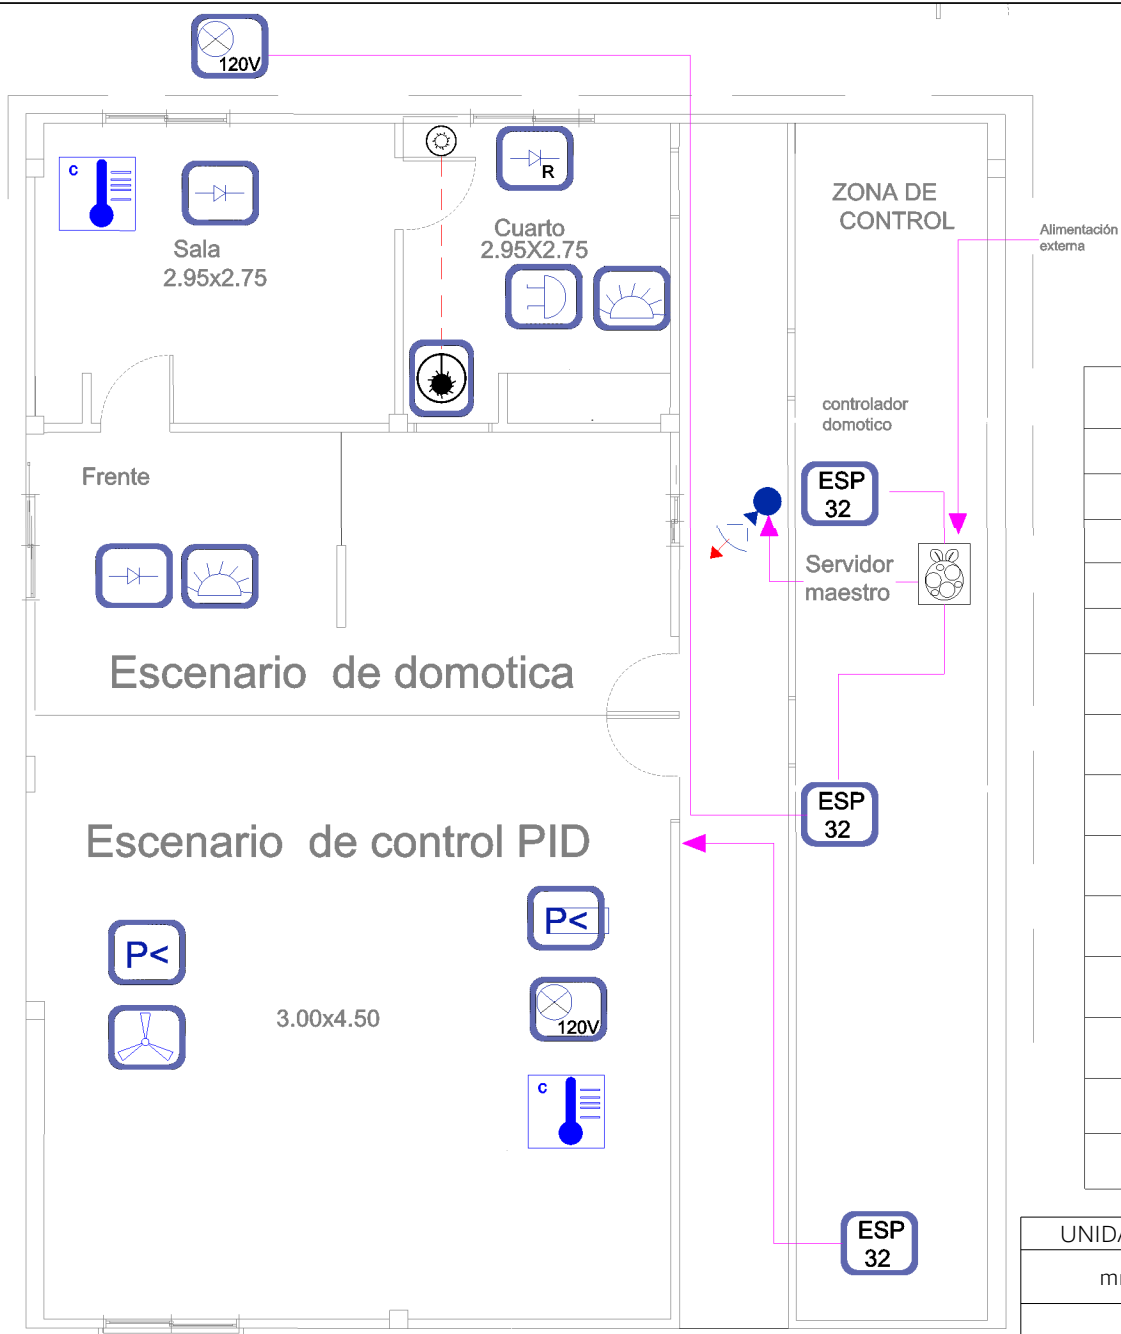 120V
C
R
Sala
2.95x2.75
Cuarto
2.95X2.75
ZONA DE
CONTROL
Alimentación
externa
controlador
domotico
Frente
ESP
32
Servidor
maestro
Escenario de domotica
ESP
32
Escenario de control PID
P<
P<
3.00x4.50
120V
C
ESP
32